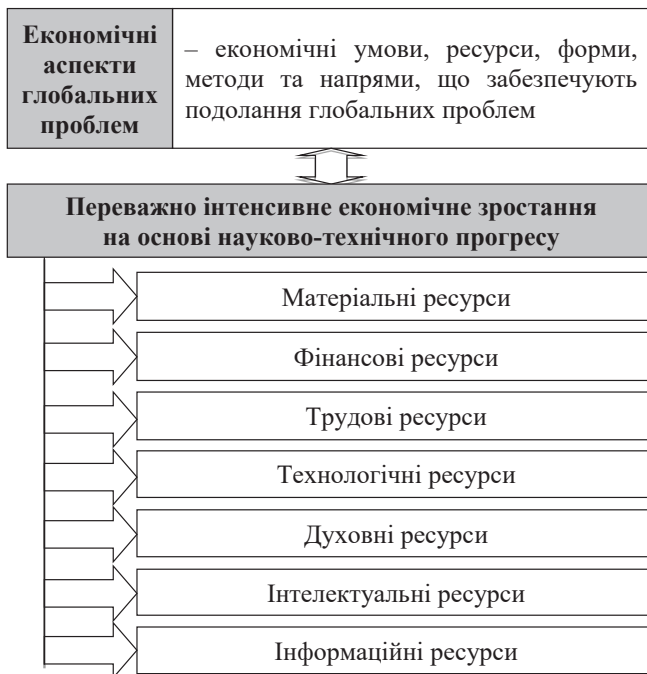 Економічні
аспекти
глобальних
проблем
– економічні умови, ресурси, форми,
методи та напрями, що забезпечують
подолання глобальних проблем
Переважно інтенсивне економічне зростання
на основі науково-технічного прогресу
Матеріальні ресурси
Фінансові ресурси
Трудові ресурси
Технологічні ресурси
Духовні ресурси
Інтелектуальні ресурси
Інформаційні ресурси